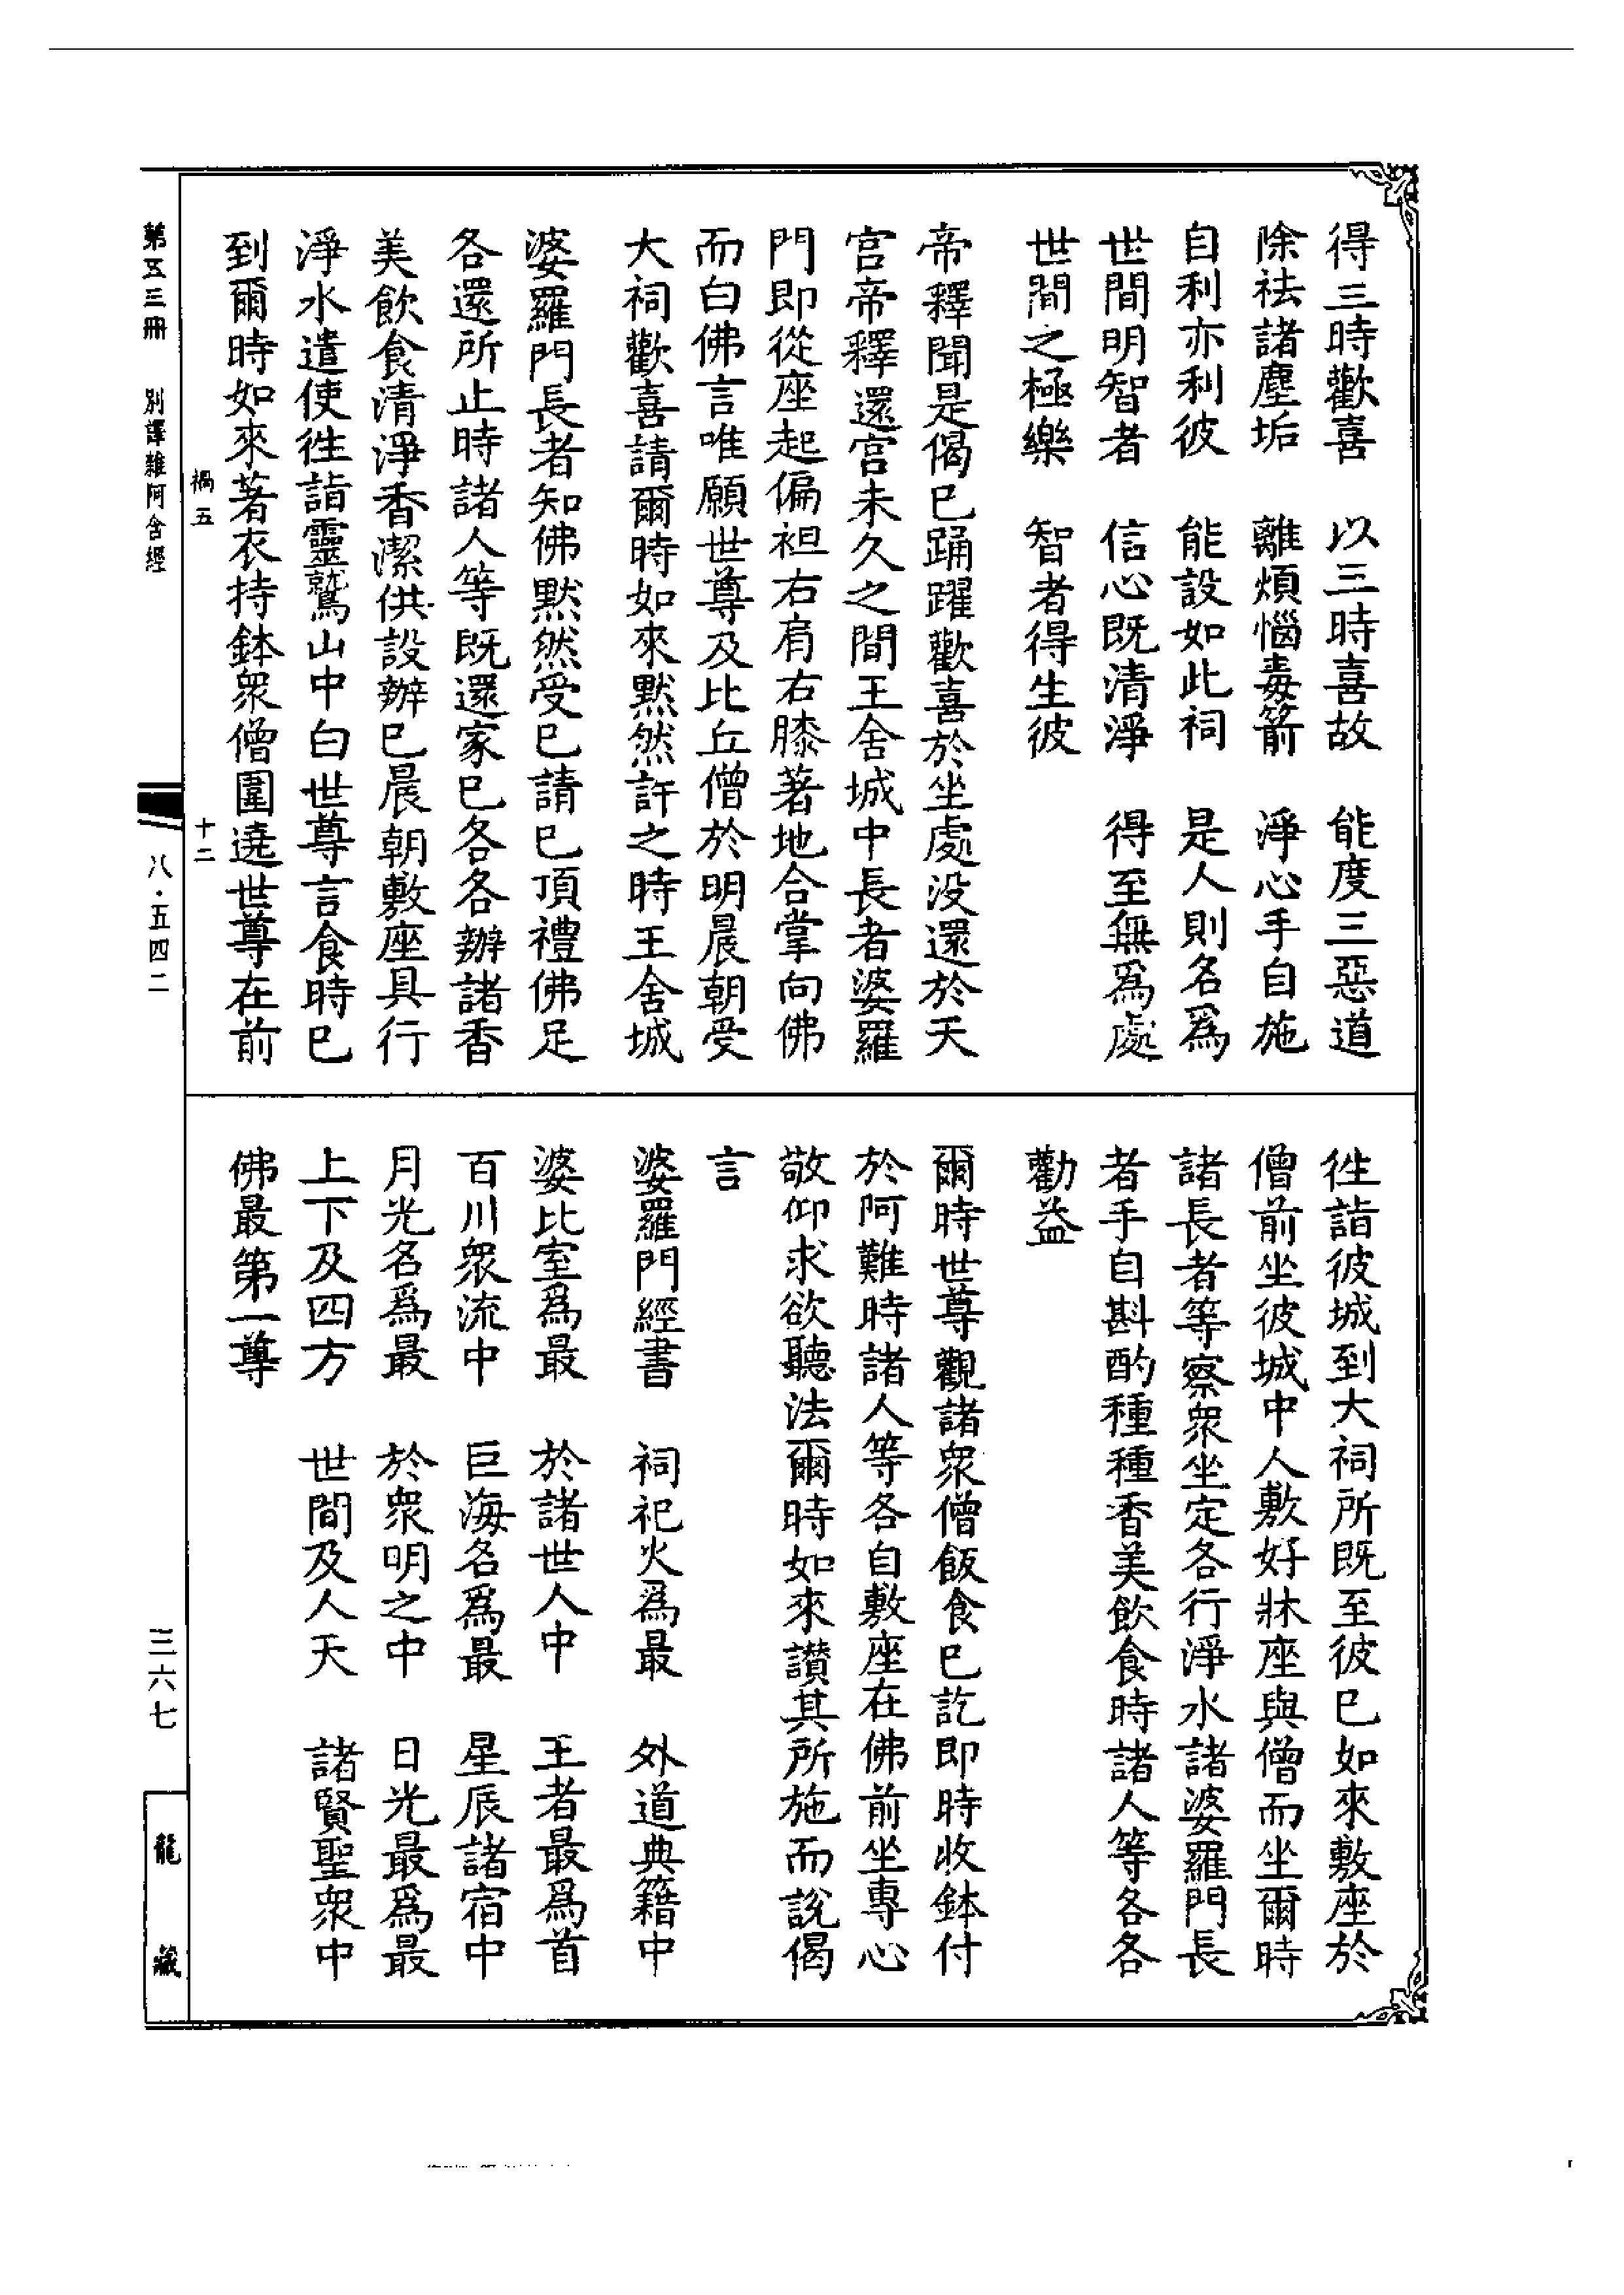 得三時歡喜　以三時喜故　能度三惡道
除祛諸塵垢　離煩惱毒箭　淨心手自施
自利亦利彼　能設如此祠　是人則名爲
世間明智者　信心既清淨　得至無爲處
世間之極樂　智者得生彼
帝釋聞是偈已踊躍歡喜於坐處没還於天
宫帝釋還宫未久之間王舍城中長者婆羅
門即從座起偏袒右肩右膝著地合掌向佛
而白佛言唯願世尊及比丘僧於明晨朝受
大祠歡喜請爾時如來默然許之時王舍城
婆羅門長者知佛默然受已請已頂禮佛足
各還所止時諸人等既還家已各各辦諸香
美飲食清淨香潔供設辦已晨朝敷座具行
淨水遣使徃詣靈鷲山中白世尊言食時已
到爾時如來著衣持鉢衆僧圍遶世尊在前
禍五
十二
徃詣彼城到大祠所既至彼已如來敷座於
僧前坐彼城中人敷好牀座與僧而坐爾時
諸長者等察衆坐定各行淨水諸婆羅門長
者手自斟酌種種香美飲食時諸人等各各
勸益
爾時世尊觀諸衆僧飯食已訖即時收鉢付
於阿難時諸人等各自敷座在佛前坐專心
敬仰求欲聽法爾時如來讃其所施而說偈
言
婆羅門經書　祠祀火爲最　外道典籍中
婆比室爲最　於諸世人中　王者最爲首
百川衆流中　巨海名爲最　星辰諸宿中
月光名爲最　於衆明之中　日光最爲最
上下及四方　世間及人天　諸賢聖衆中
佛最第一尊
第五三冊　別譯雜阿含經
八·五四二
三六七
龍藏